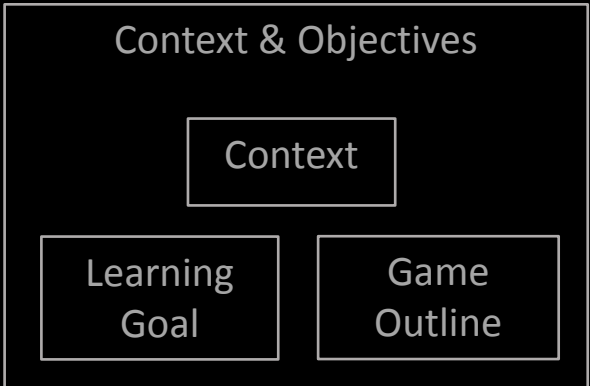 Context & Objectives
Context
Learning
Goal
Game
Outline